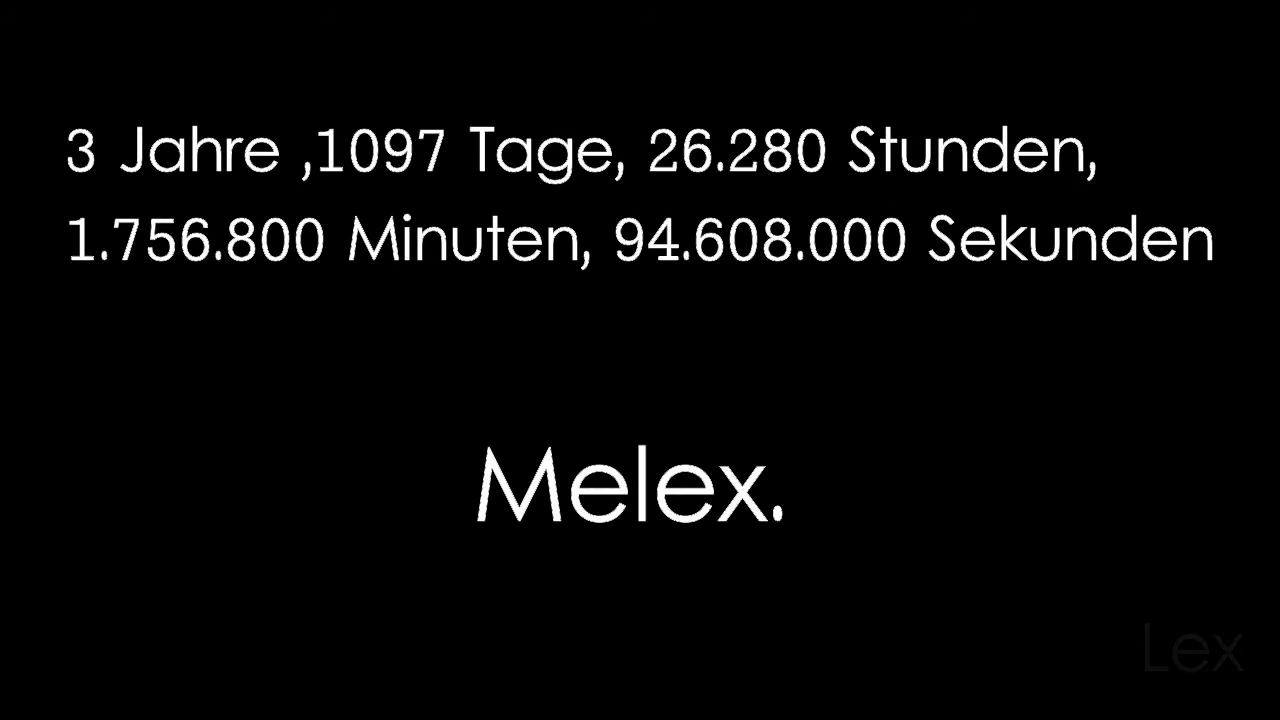 3 Jahre ,1097 Tage, 26.280 Stunden,
1.756.800 Minuten, 94.608.000 Sekunden
Melex.
Lex